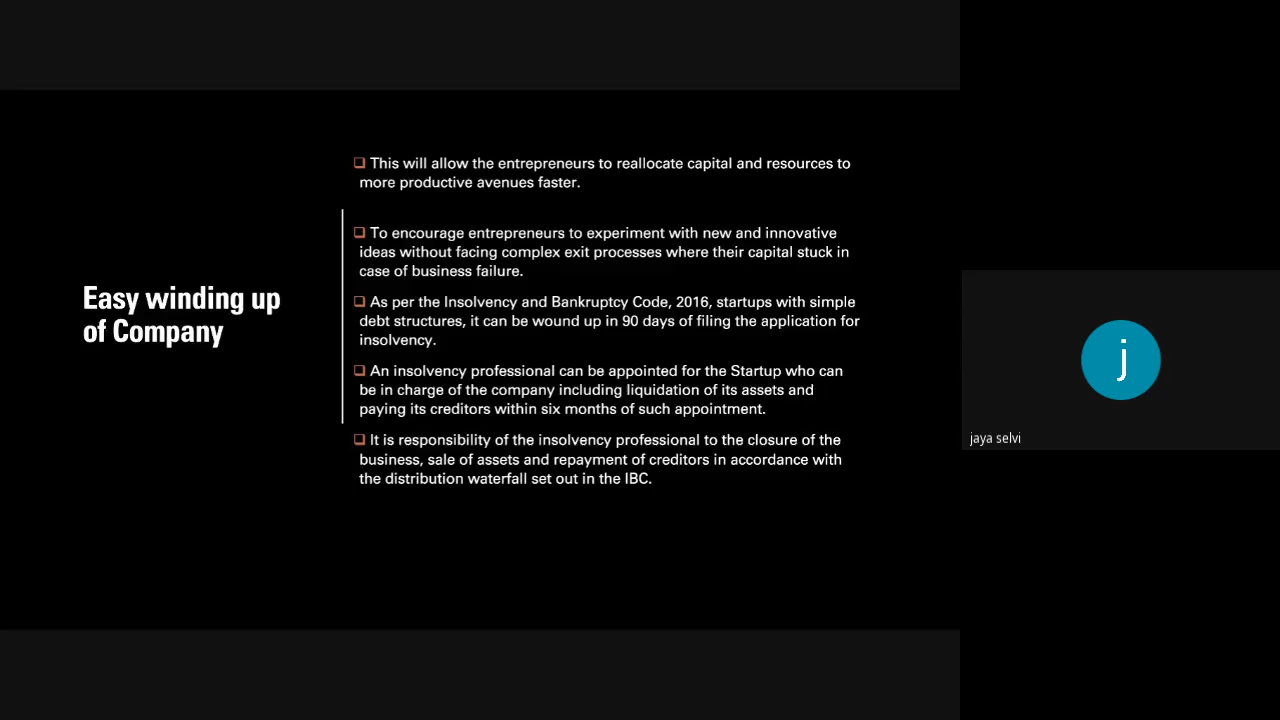 Easy winding up
of Company
❑ This will allow the entrepreneurs to reallocate capital and resources to
more productive avenues faster.
❑ To encourage entrepreneurs to experiment with new and innovative
ideas without facing complex exit processes where their capital stuck in
case of business failure.
❑ As per the Insolvency and Bankruptcy Code, 2016, startups with simple
debt structures, it can be wound up in 90 days of filing the application for
insolvency.
❑ An insolvency professional can be appointed for the Startup who can
be in charge of the company including liquidation of its assets and
paying its creditors within six months of such appointment.
❑ It is responsibility of the insolvency professional to the closure of the
business, sale of assets and repayment of creditors in accordance with
the distribution waterfall set out in the IBC.
j
jaya selvi